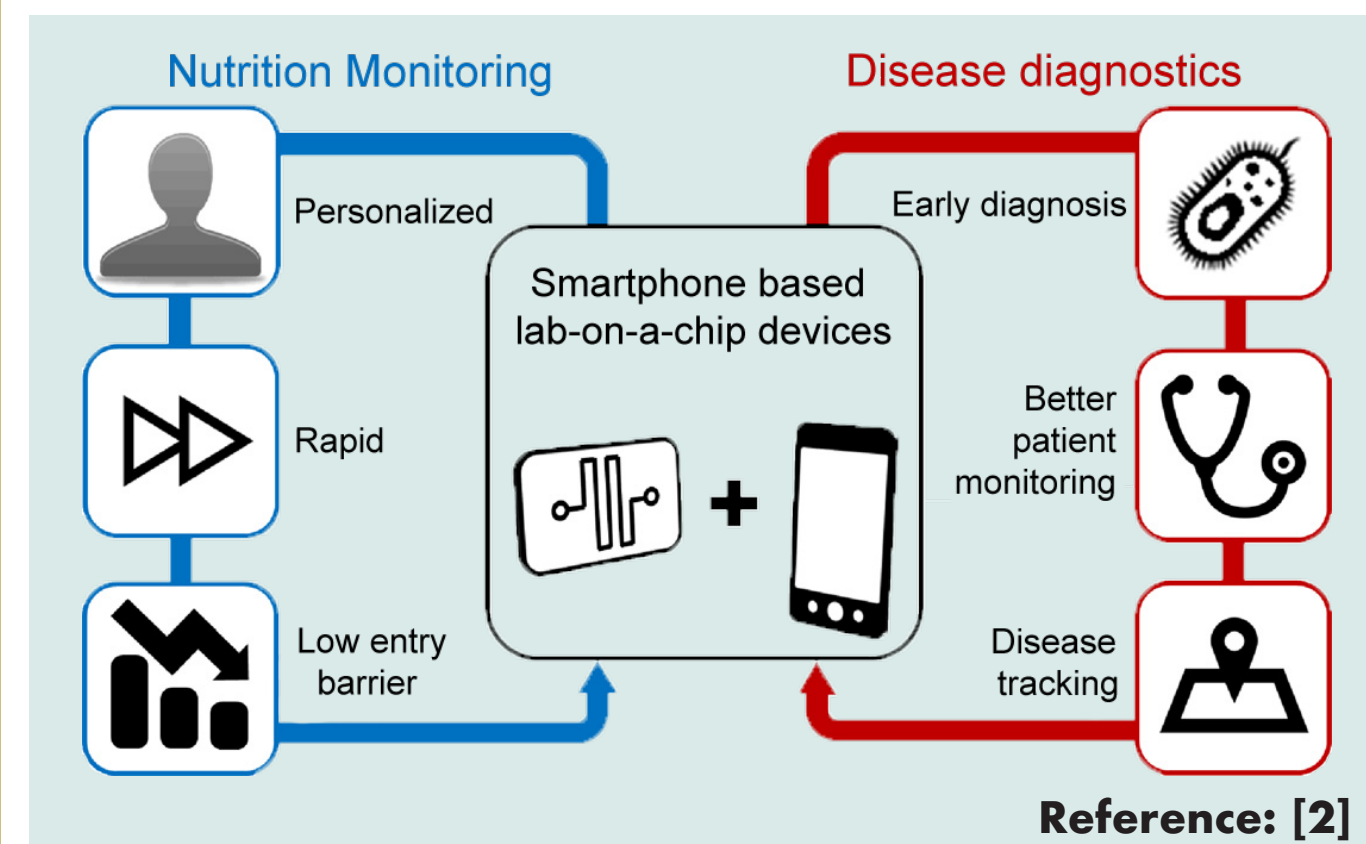 Nutrition Monitoring
Disease diagnostics
Personalized
Early diagnosis
Smartphone based
lab-on-a-chip devices
Rapid
Better
patient
monitoring
Low entry
barrier
Disease
tracking
Reference: [2]